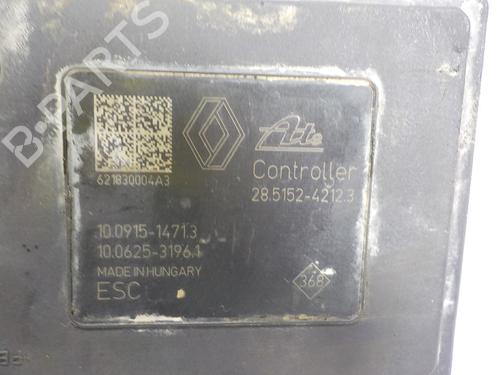 B-PARTS
Ate
Controller
621830004A3
28.5152-4212.3
10.0915-1471.3
10.0625-3196.1
MADE IN HUNGARY
ESC
368